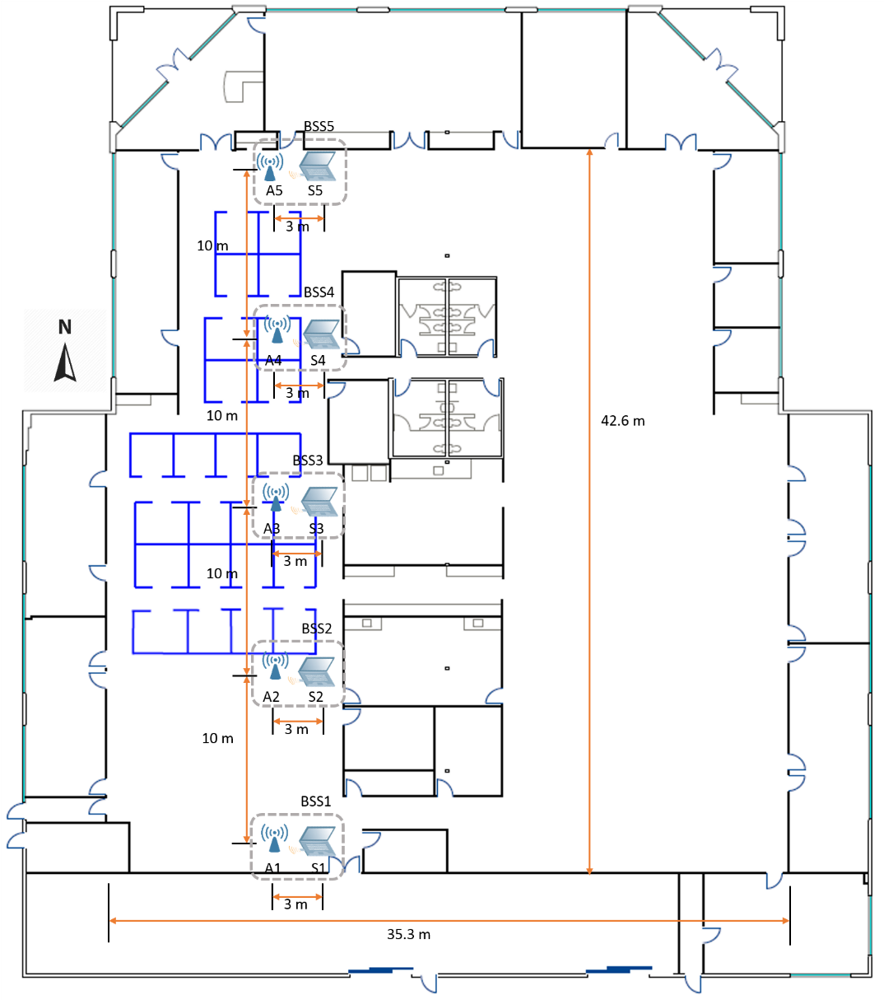 BSS5
A5 S5
3 m
10 m
BSS4
N
A4 S4
3 m
10 m
42.6 m
BSS3
A3 S3
3 m
10 m
BSS2
A2 S2
3 m
10 m
BSS1
A1 S1
3 m
35.3 m